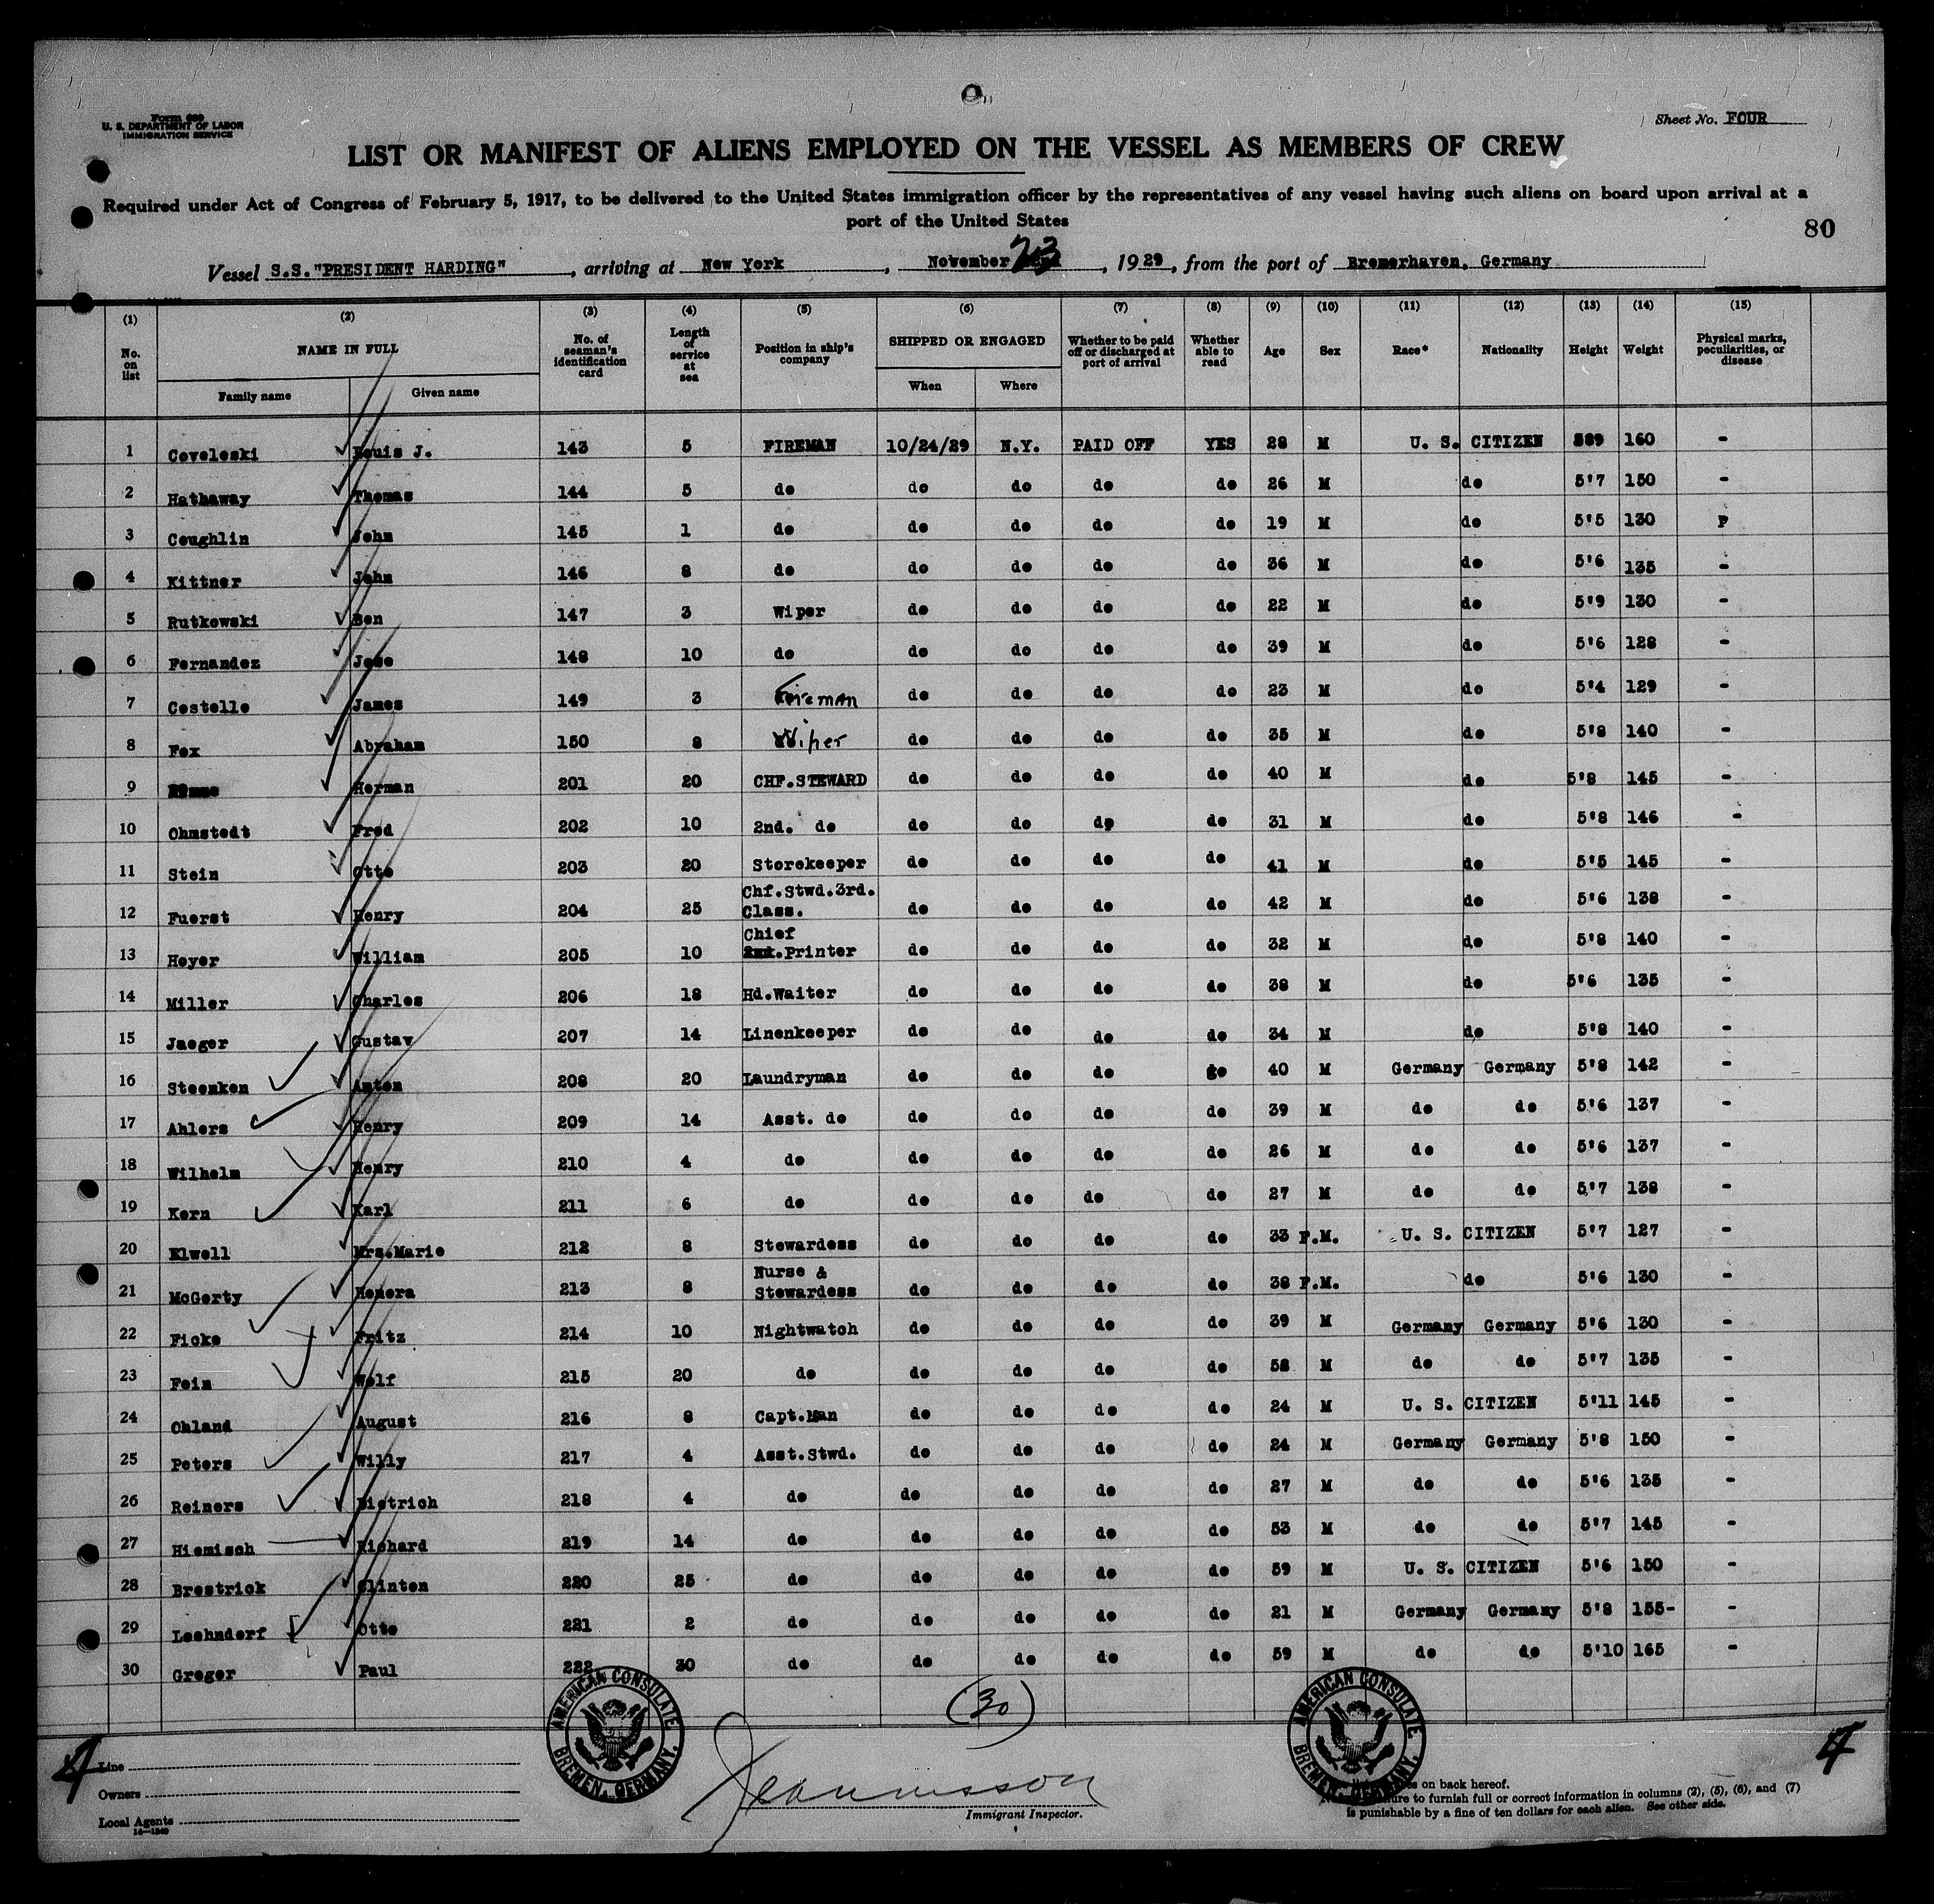 Form 689
U. S. DEPARTMENT OF LABOR
IMMIGRATION SERVICE
Sheet No. FOUR
LIST OR MANIFEST OF ALIENS EMPLOYED ON THE VESSEL AS MEMBERS OF CREW
Required under Act of Congress of February 5, 1917, to be delivered to the United States immigration officer by the representatives of any vessel having such aliens on board upon arrival at a
port of the United States
80
Vessel S.S."PRESIDENT HARDING", arriving at New York, November 23, 1929, from the port of Bremerhaven, Germany
(1) No. on list (2) NAME IN FULL Family name Given name (3) No. of seaman's identification card (4) Length of service at sea (5) Position in ship's company (6) SHIPPED OR ENGAGED When Where (7) Whether to be paid off or discharged at port of arrival (8) Whether able to read (9) Age (10) Sex (11) Race* (12) Nationality (13) Height (14) Weight (15) Physical marks, peculiarities, or disease
1 Coveleski Louis J. 143 5 FIREMAN 10/24/29 N.Y. PAID OFF YES 28 M U. S. CITIZEN 160 -
2 Hathaway Thomas 144 5 do do do do do 26 M do 5'7 150 -
3 Coughlin John 145 1 do do do do do 19 M do 5'5 130 P
4 Kittner John 146 8 do do do do do 36 M do 5'6 135 -
5 Rutkowski Ben 147 3 Wiper do do do do 22 M do 5'9 130 -
6 Fernandez Jose 148 10 do do do do do 39 M do 5'6 128 -
7 Costello James 149 3 Fireman do do do do 23 M do 5'4 129 -
8 Fox Abraham 150 8 Wiper do do do do 35 M do 5'8 140 -
9 Herman 201 20 CHF.STEWARD do do do do 40 M do 5'8 145 -
10 Ohmstedt Fred 202 10 2nd. do do do do do 31 M do 5'8 146 -
11 Stein Otto 203 20 Storekeeper do do do do 41 M do 5'5 145 -
12 Fuerst Henry 204 25 Chf.Stwd.3rd. Class. do do do do 42 M do 5'6 138 -
13 Heyer William 205 10 Chief Printer do do do do 32 M do 5'8 140 -
14 Miller Charles 206 18 Hd.Waiter do do do do 38 M do 5'6 135 -
15 Jaeger Gustav 207 14 Linenkeeper do do do do 34 M do 5'8 140 -
16 Steenken Anton 208 20 Laundryman do do do do 40 M Germany Germany 5'8 142 -
17 Ahlers Henry 209 14 Asst. do do do do do 39 M do do 5'6 137 -
18 Wilhelm Henry 210 4 do do do do do 26 M do do 5'6 137 -
19 Kern Karl 211 6 do do do do do 27 M do do 5'7 138 -
20 Elwell Mrs.Marie 212 8 Stewardess do do do do 33 F.M. U. S. CITIZEN 5'7 127 -
21 McGerty Honora 213 8 Nurse & Stewardess do do do do 38 F.M. do 5'6 130 -
22 Ficke Fritz 214 10 Nightwatch do do do do 39 M Germany Germany 5'6 130 -
23 Fein Wolf 215 20 do do do do do 58 M do do 5'7 135 -
24 Ohland August 216 8 Capt.Man do do do do 24 M U. S. CITIZEN 5'11 145 -
25 Peters Willy 217 4 Asst.Stwd. do do do do 24 M Germany Germany 5'8 150 -
26 Reiners Dietrich 218 4 do do do do do 27 M do do 5'6 135 -
27 Hiemisch Richard 219 14 do do do do do 53 M do do 5'7 145 -
28 Brestrick Clinton 220 25 do do do do do 59 M U. S. CITIZEN 5'6 150 -
29 Leehnderf Otto 221 2 do do do do do 21 M Germany Germany 5'8 155- -
30 Greger Paul 222 30 do do do do do 59 M do do 5'10 165 -
(30)
AMERICAN CONSULATE BREMEN, GERMANY.
AMERICAN CONSULATE BREMEN, GERMANY.
4
4
Line
Owners
Local Agents
14—1240
Immigrant Inspector.
on back hereof.
to furnish full or correct information in columns (2), (5), (6), and (7)
is punishable by a fine of ten dollars for each alien. See other side.